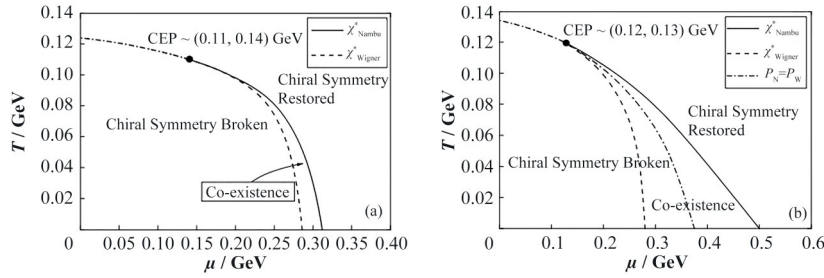 0.14
0.12
0.10
0.08
0.06
0.04
0.02
0
T / GeV
CEP ~ (0.11, 0.14) GeV
χ*Nambu
χ*Wigner
Chiral Symmetry
Restored
Chiral Symmetry Broken
Co-existence
(a)
0 0.05 0.10 0.15 0.20 0.25 0.30 0.35 0.40
μ / GeV
0.14
0.12
0.10
0.08
0.06
0.04
0.02
0
T / GeV
CEP ~ (0.12, 0.13) GeV
χ*Nambu
χ*Wigner
PN=PW
Chiral Symmetry
Restored
Chiral Symmetry Broken
Co-existence
(b)
0 0.1 0.2 0.3 0.4 0.5 0.6
μ / GeV